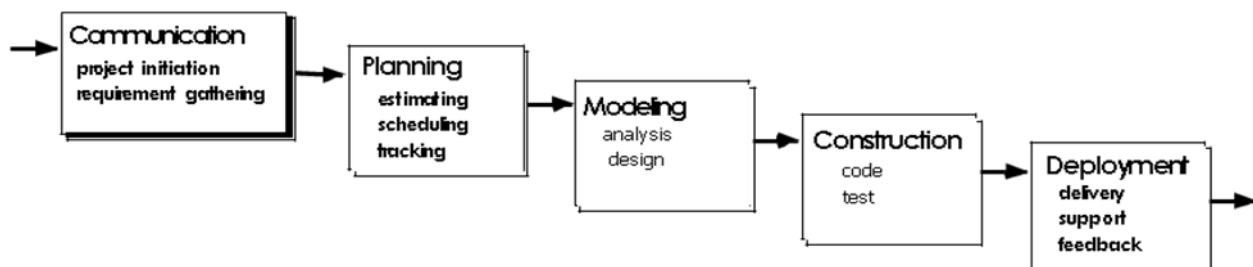 Communication
project initiation
requirement gathering
Planning
estimating
scheduling
tracking
Modeling
analysis
design
Construction
code
test
Deployment
delivery
support
feedback